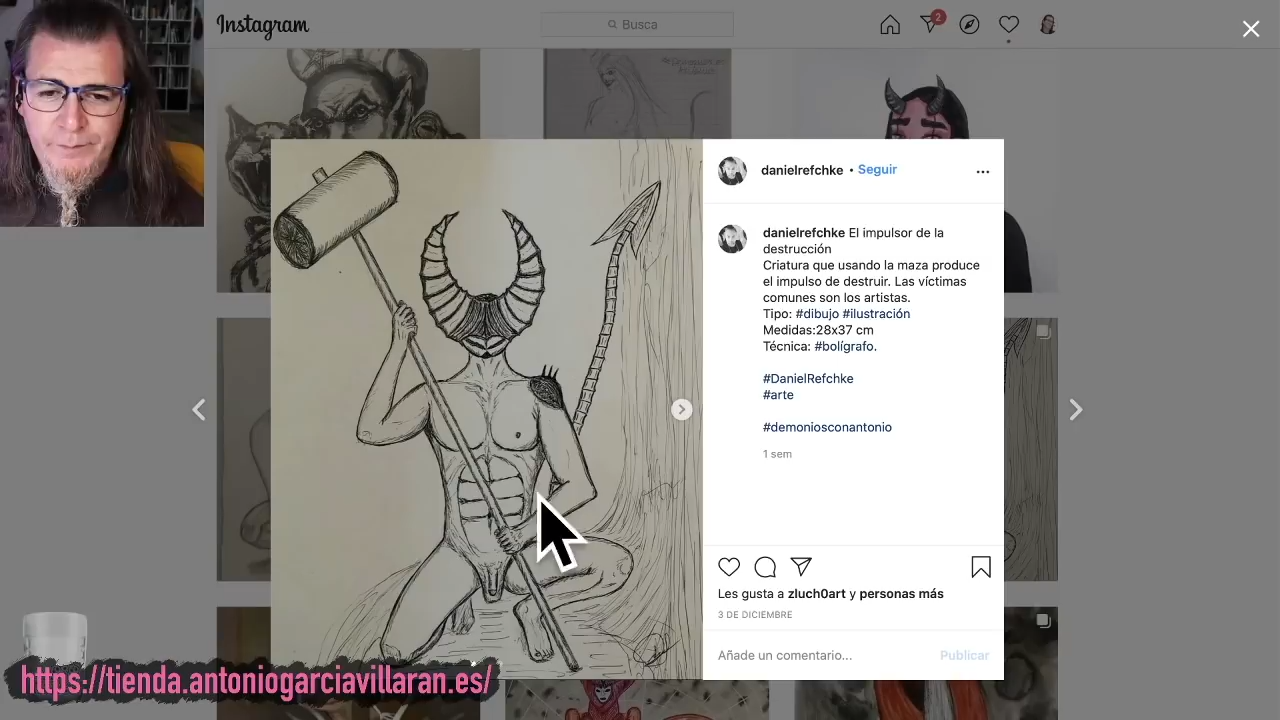 Instagram
Busca
2
danielrefchke • Seguir
danielrefchke El impulsor de la
destrucción
Criatura que usando la maza produce
el impulso de destruir. Las víctimas
comunes son los artistas.
Tipo: #dibujo #ilustración
Medidas:28x37 cm
Técnica: #bolígrafo.
#DanielRefchke
#arte
#demoniosconantonio
1 sem
Les gusta a zluch0art y personas más
3 DE DICIEMBRE
Añade un comentario... Publicar
https://tienda.antoniogarciavillaran.es/